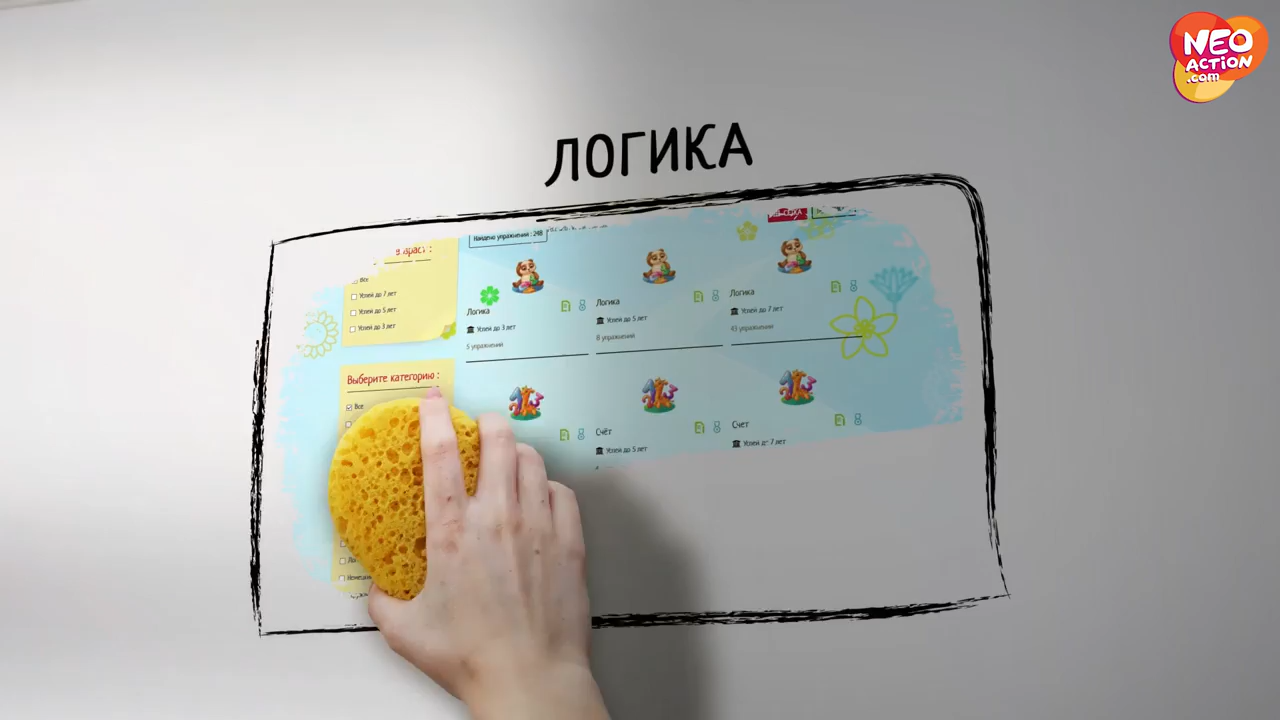 NEO
ACTION
.com
ЛОГИКА
Найдено упражнений : 248
Все
Успей до 7 лет
Успей до 5 лет
Успей до 3 лет
Логика
Успей до 3 лет
5 упражнений
Логика
Успей до 5 лет
8 упражнений
Логика
Успей до 7 лет
43 упражнений
Выберите категорию :
Все
Счёт
Успей до 5 лет
Счет
Успей до 7 лет